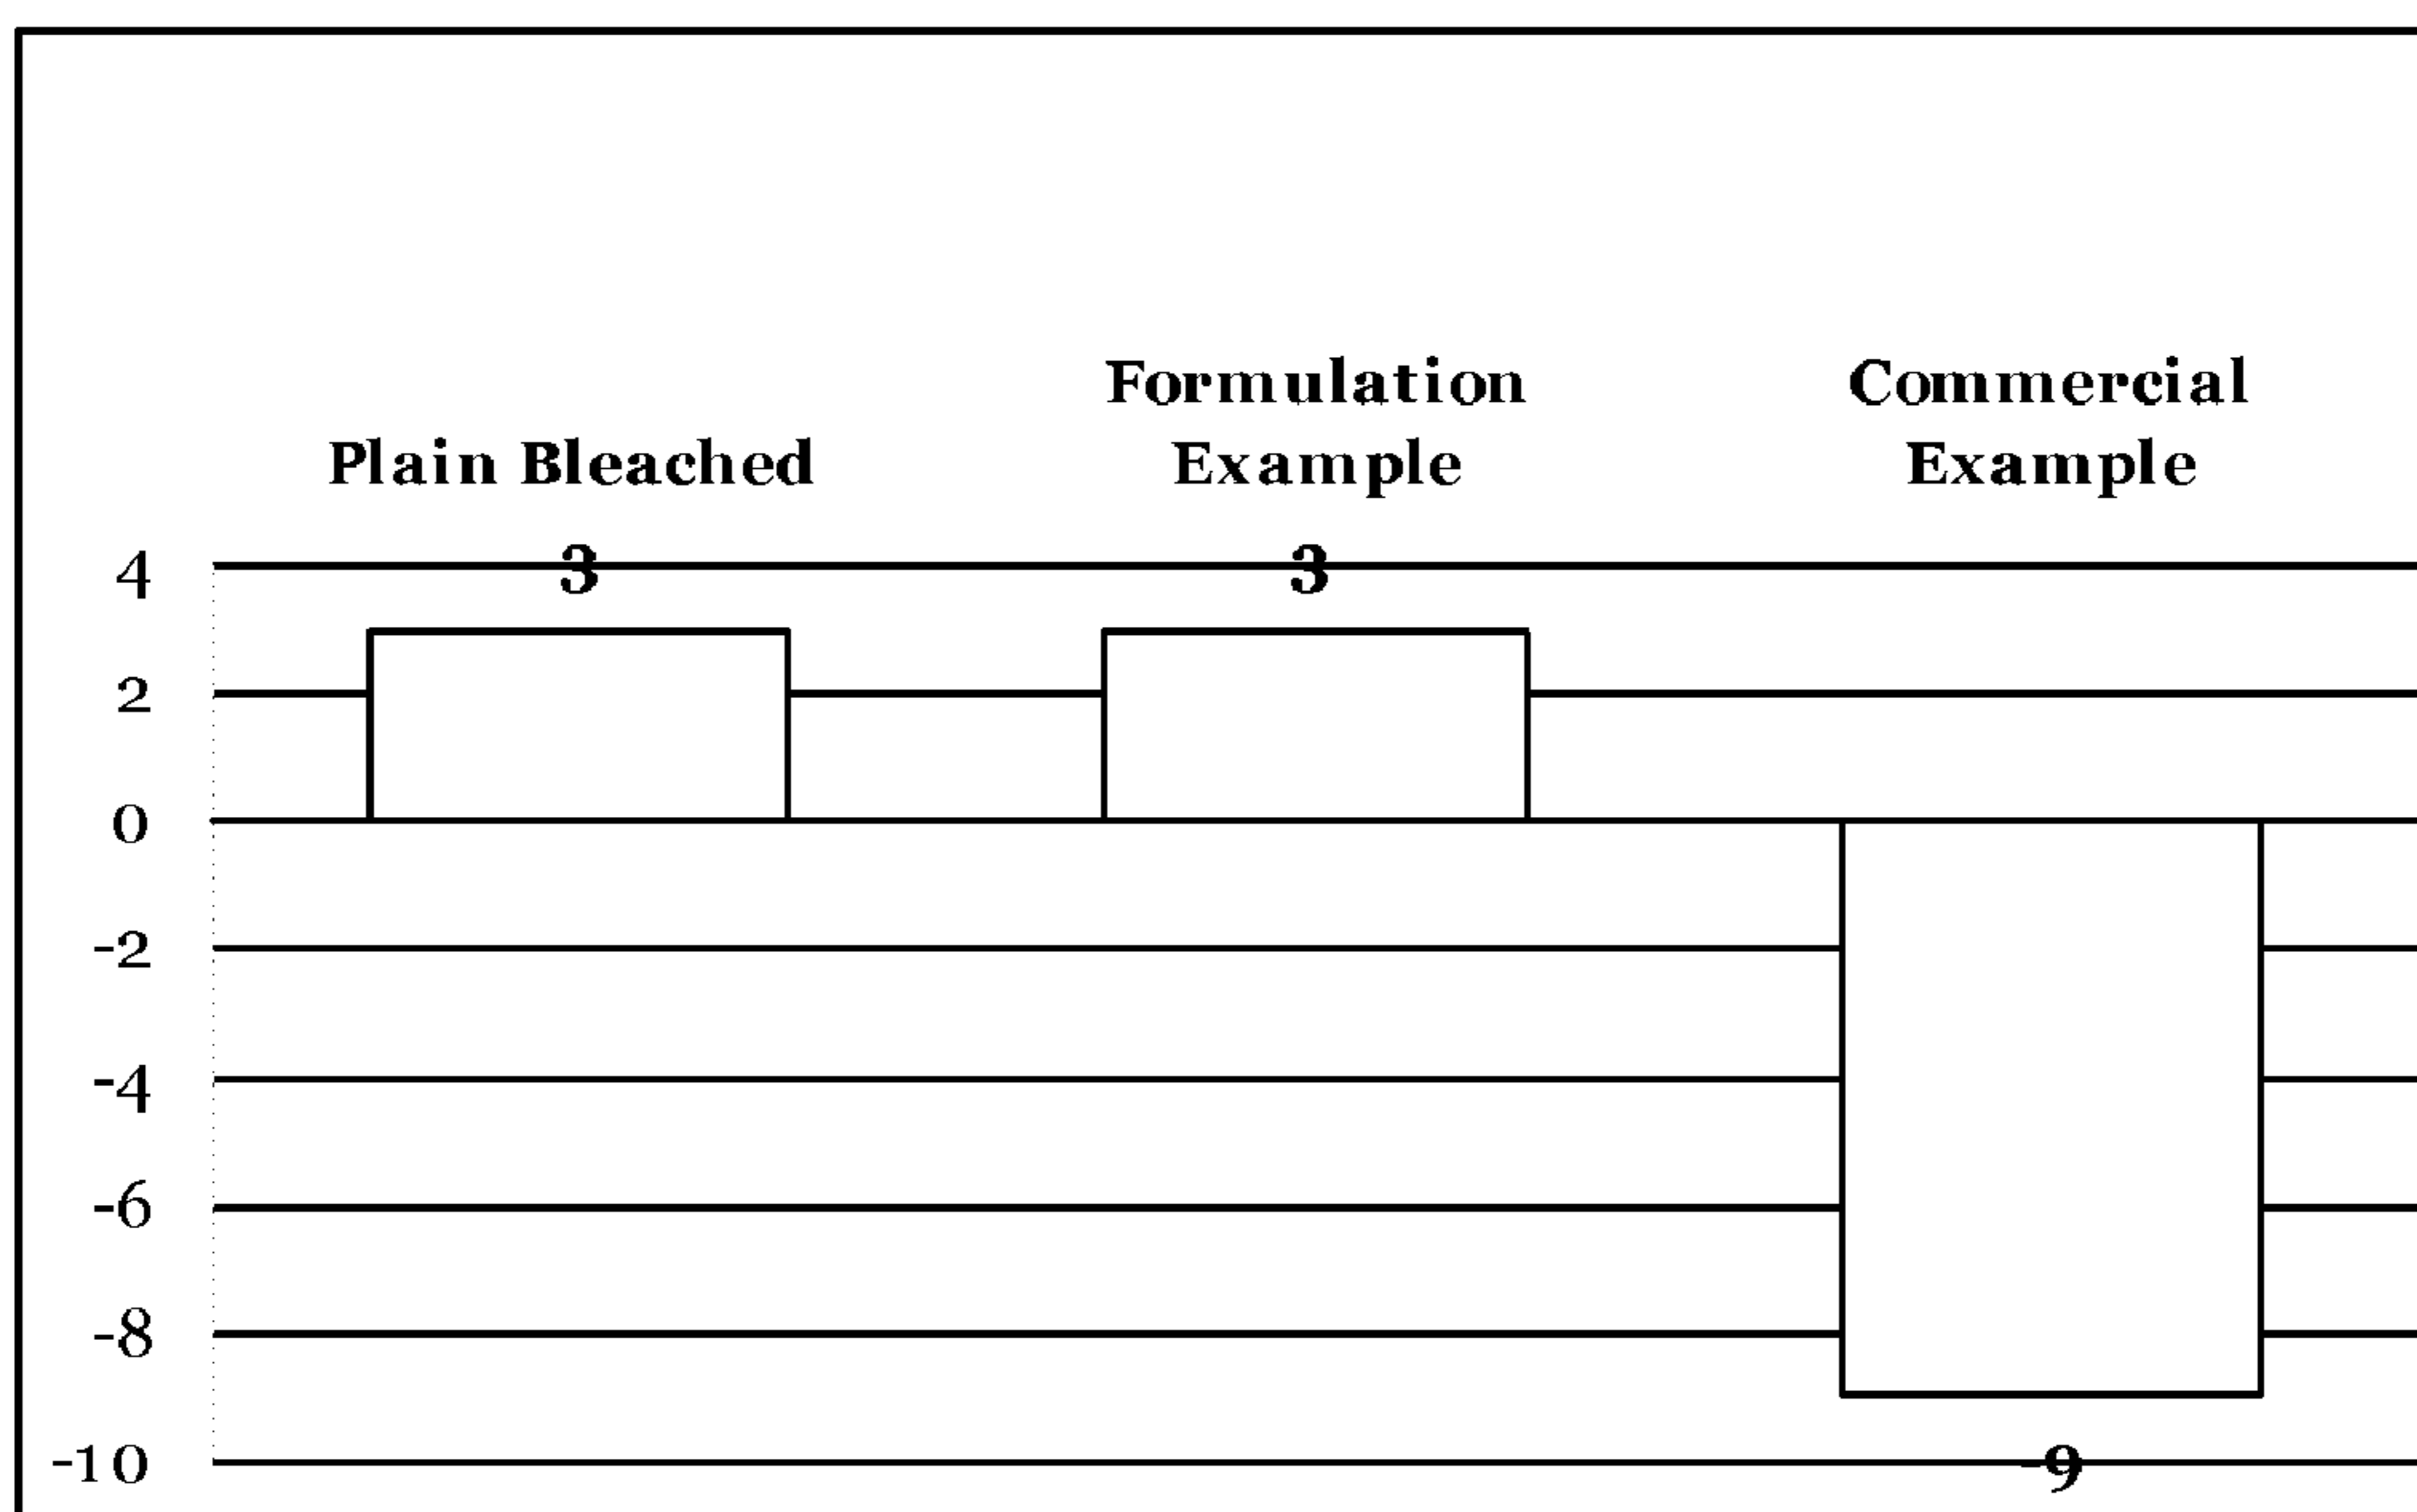 Formulation Commercial
Plain Bleached Example Example
4 3 3
2
0
-2
-4
-6
-8
-10 -9